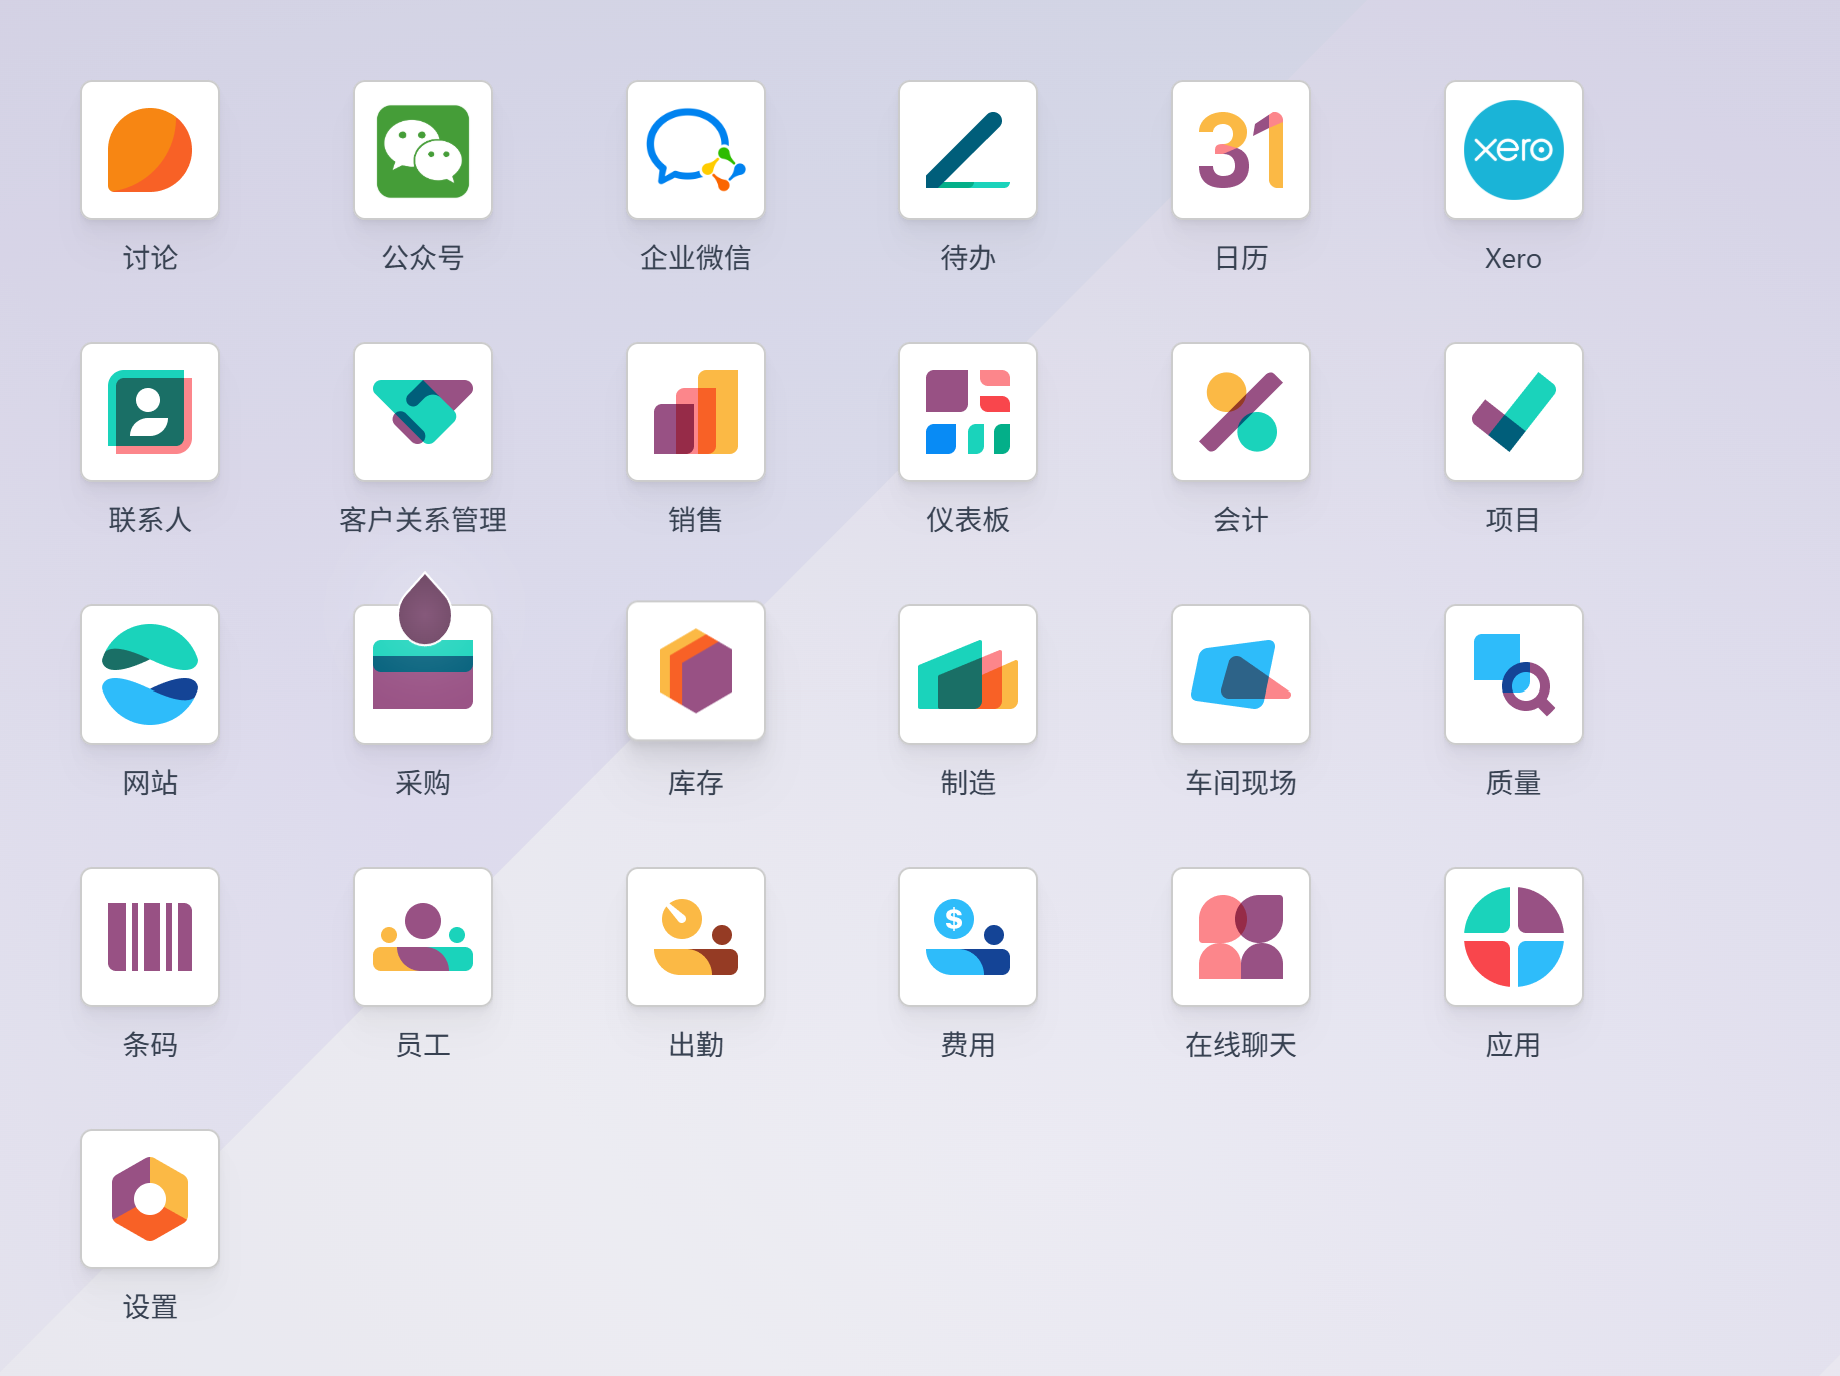 31
xero
讨论
公众号
企业微信
待办
日历
Xero
联系人
客户关系管理
销售
仪表板
会计
项目
网站
采购
库存
制造
车间现场
质量
$
条码
员工
出勤
费用
在线聊天
应用
设置